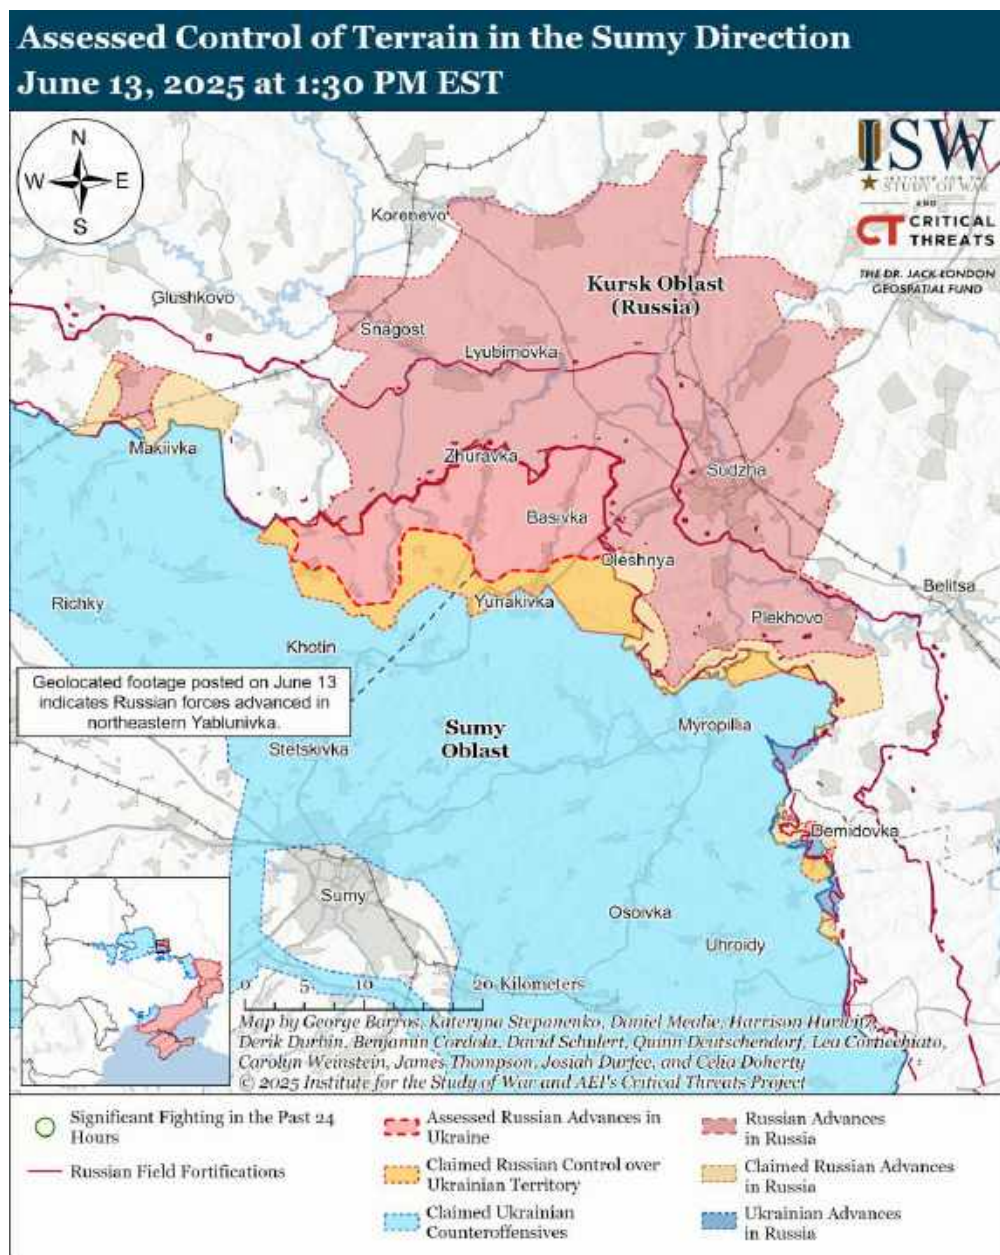 Assessed Control of Terrain in the Sumy Direction
June 13, 2025 at 1:30 PM EST
N
W
E
S
ISW
INSTITUTE FOR THE
STUDY OF WAR
AND
CT CRITICAL
THREATS
THE DR. JACK LONDON
GEOSPATIAL FUND
Korenevo
Kursk Oblast
(Russia)
Glushkovo
Snagost
Lyubimovka
Makiivka
Zhuravka
Sudzha
Basivka
Oleshnya
Belitsa
Richky
Yunakivka
Plekhovo
Khotin
Geolocated footage posted on June 13
indicates Russian forces advanced in
northeastern Yablunivka.
Sumy
Oblast
Myropillia
Stetskivka
Demidovka
Sumy
Osoivka
Uhroidy
0
5
10
20 Kilometers
Map by George Barros, Kateryna Stepanenko, Daniel Mealie, Harrison Hurwitz,
Derik Durbin, Benjamin Cordola, David Schulert, Quinn Deutschendorf, Lea Corticchiato,
Carolyn Weinstein, James Thompson, Josiah Durfee, and Celia Doherty
© 2025 Institute for the Study of War and AEI's Critical Threats Project
Significant Fighting in the Past 24
Hours
Russian Field Fortifications
Assessed Russian Advances in
Ukraine
Claimed Russian Control over
Ukrainian Territory
Claimed Ukrainian
Counteroffensives
Russian Advances
in Russia
Claimed Russian Advances
in Russia
Ukrainian Advances
in Russia